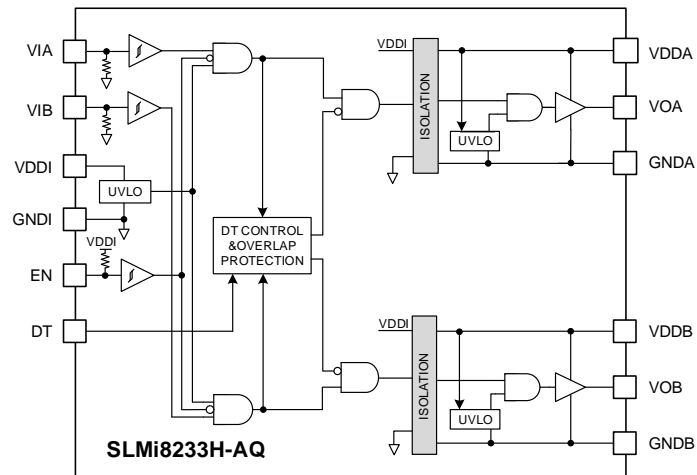 VIA
VIB
VDDI
GNDI
EN
DT
UVLO
VDDI
DT CONTROL
&OVERLAP
PROTECTION
VDDI
ISOLATION
UVLO
VDDA
VOA
GNDA
VDDI
ISOLATION
UVLO
VDDB
VOB
GNDB
SLMi8233H-AQ